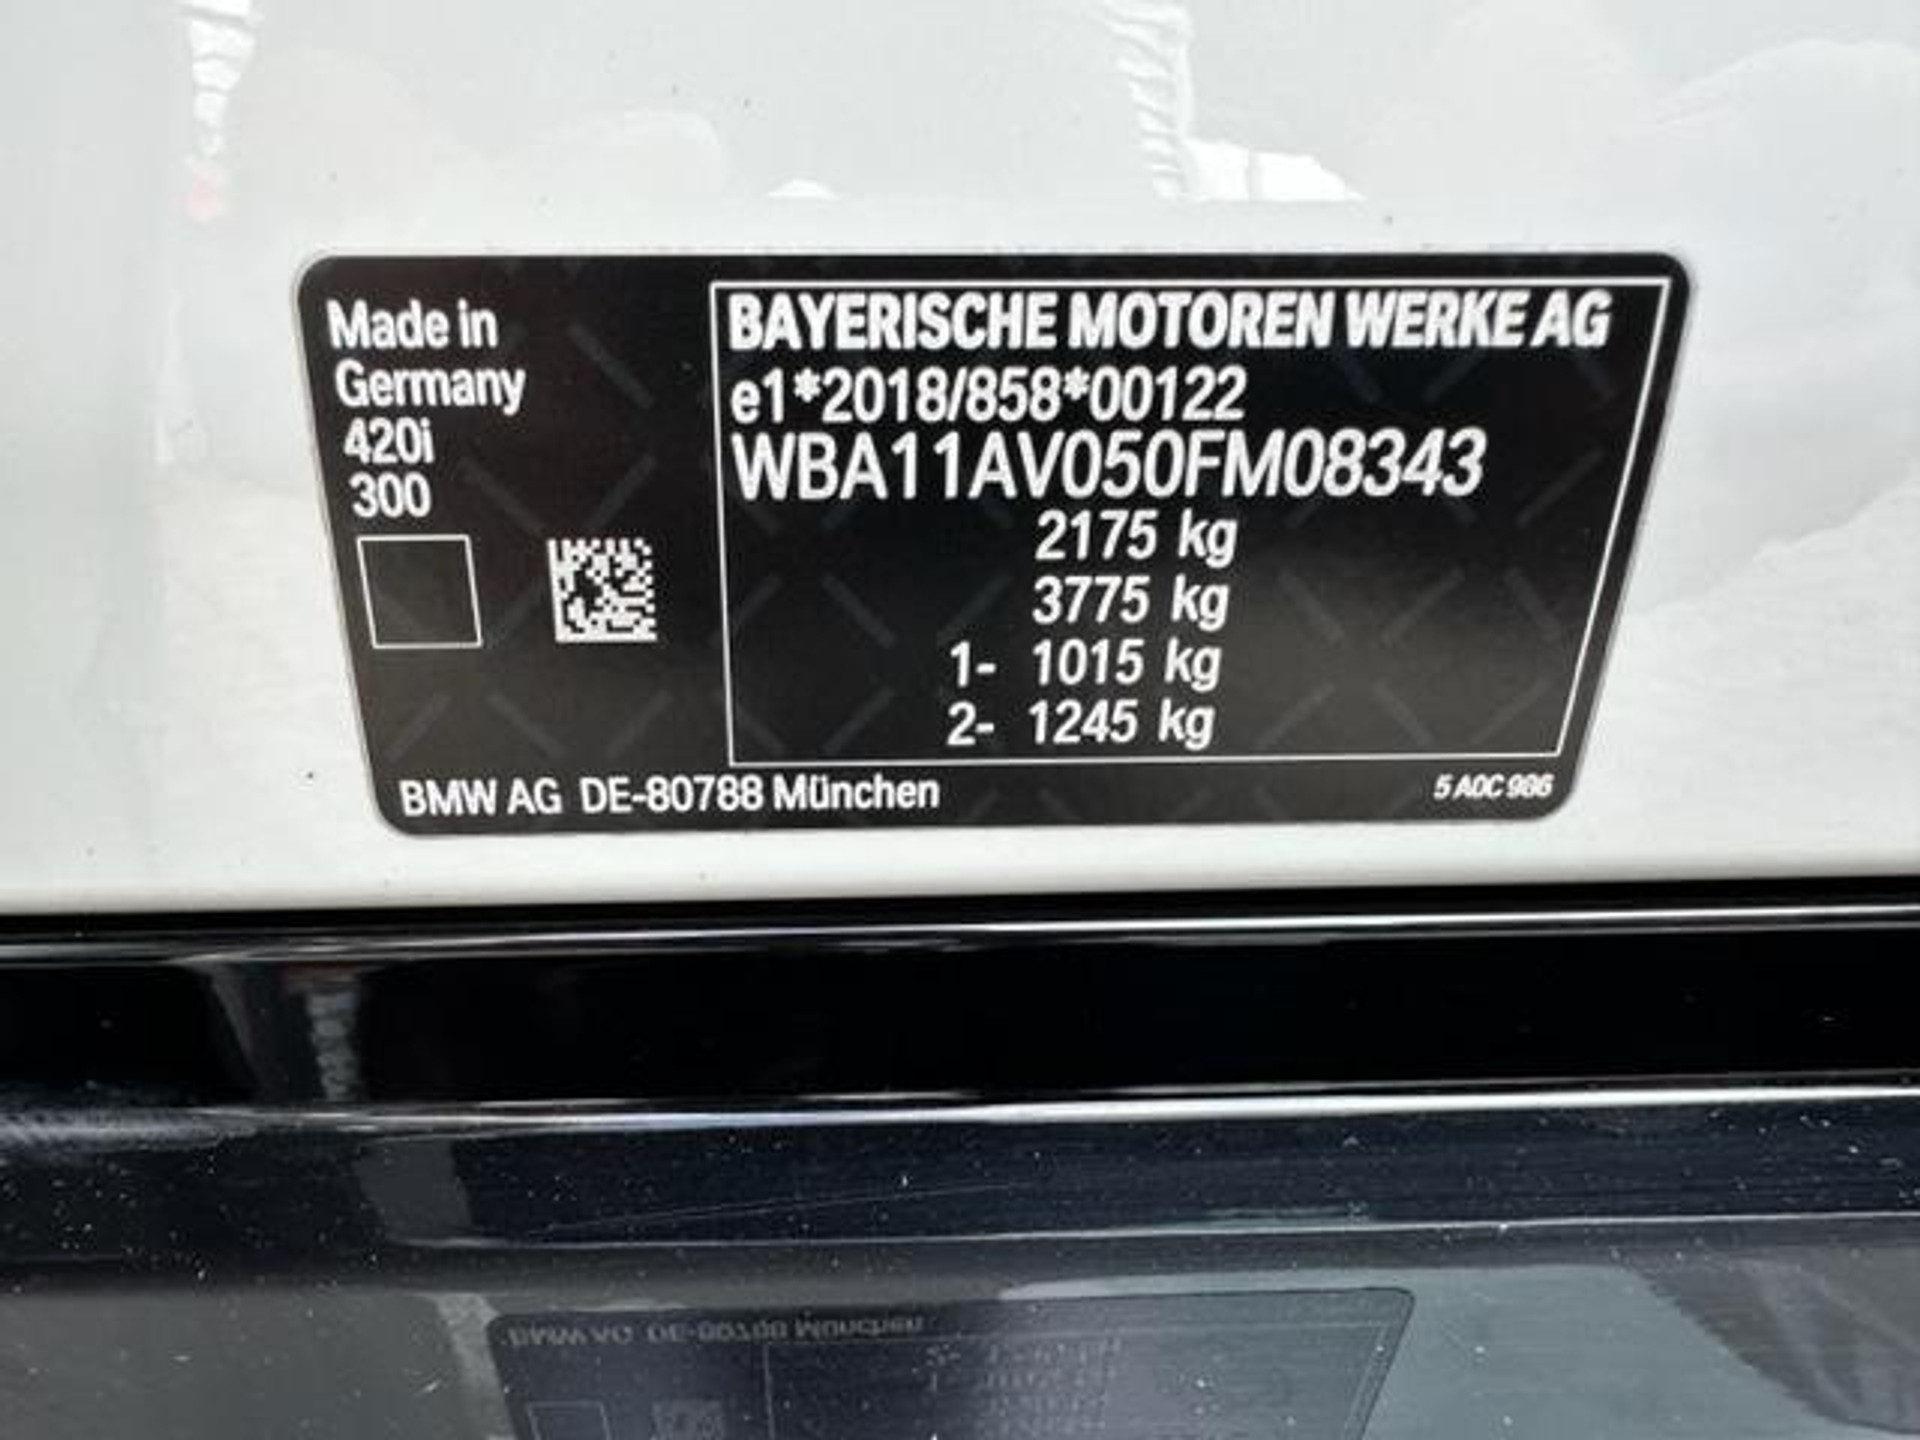 Made in
Germany
420i
300
BAYERISCHE MOTOREN WERKE AG
e1*2018/858*00122
WBA11AV050FM08343
2175 kg
3775 kg
1- 1015 kg
2- 1245 kg
BMW AG DE-80788 München
5 A0C 986